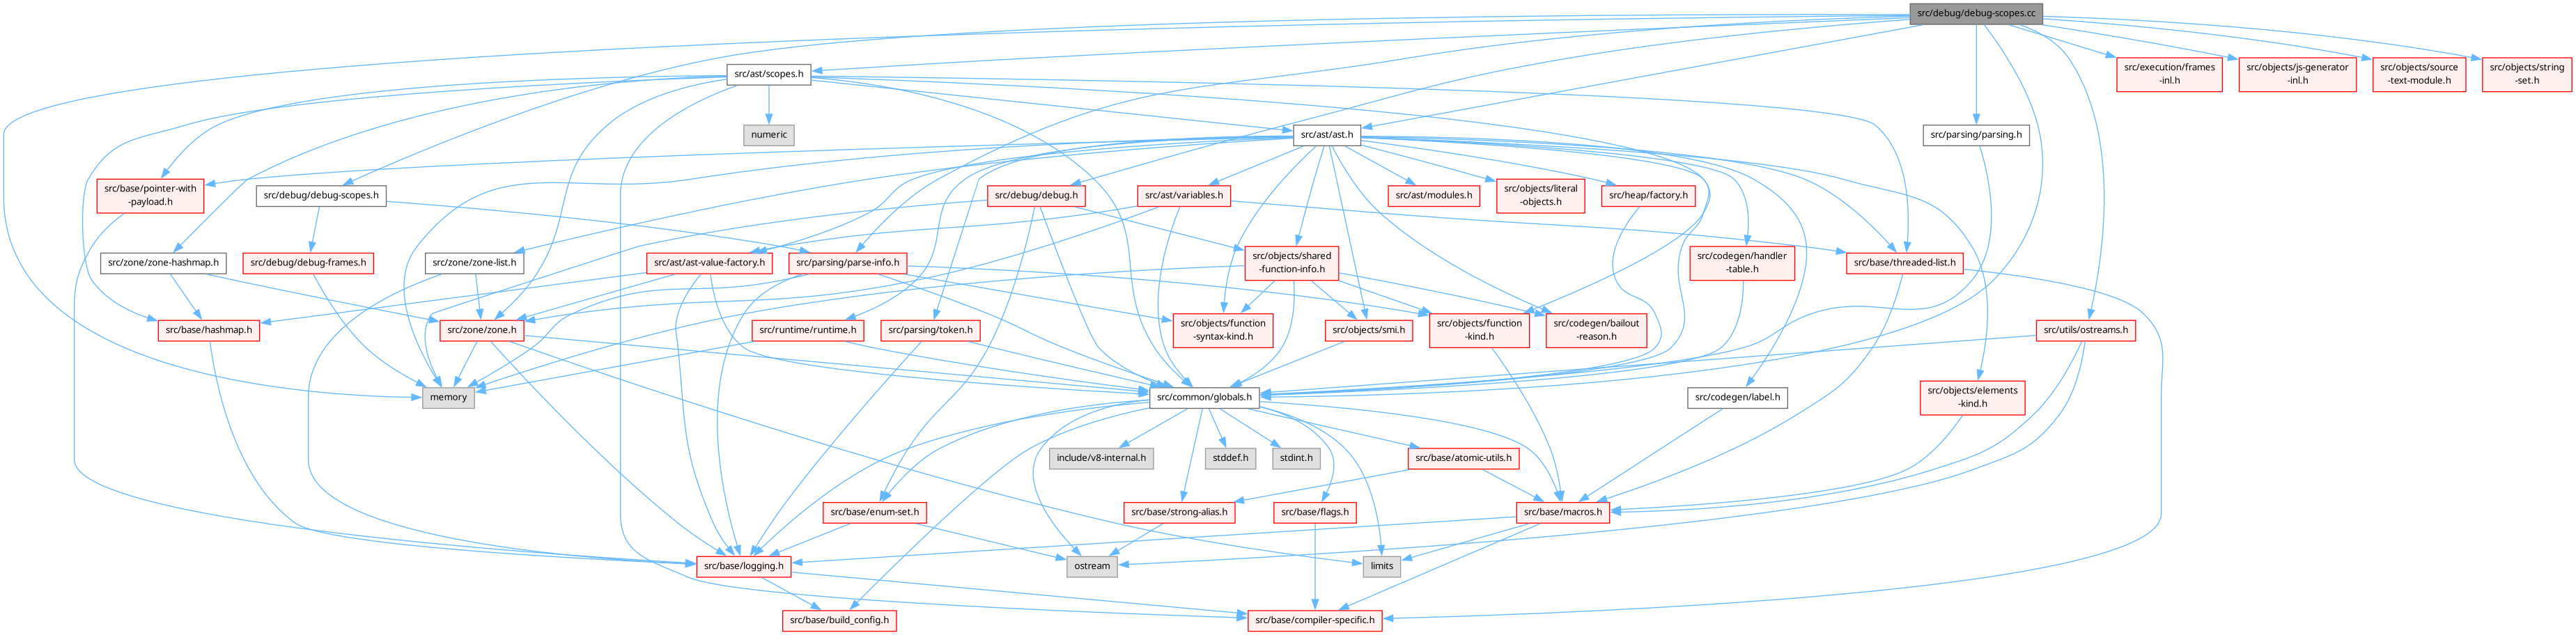 src/debug/debug-scopes.cc
src/ast/scopes.h
src/execution/frames
-inl.h
src/objects/js-generator
-inl.h
src/objects/source
-text-module.h
src/objects/string
-set.h
numeric
src/ast/ast.h
src/parsing/parsing.h
src/base/pointer-with
-payload.h
src/debug/debug-scopes.h
src/debug/debug.h
src/ast/variables.h
src/ast/modules.h
src/objects/literal
-objects.h
src/heap/factory.h
src/zone/zone-hashmap.h
src/debug/debug-frames.h
src/zone/zone-list.h
src/ast/ast-value-factory.h
src/parsing/parse-info.h
src/objects/shared
-function-info.h
src/codegen/handler
-table.h
src/base/threaded-list.h
src/base/hashmap.h
src/zone/zone.h
src/runtime/runtime.h
src/parsing/token.h
src/objects/function
-syntax-kind.h
src/objects/smi.h
src/objects/function
-kind.h
src/codegen/bailout
-reason.h
src/utils/ostreams.h
memory
src/common/globals.h
src/codegen/label.h
src/objects/elements
-kind.h
include/v8-internal.h
stddef.h
stdint.h
src/base/atomic-utils.h
src/base/enum-set.h
src/base/strong-alias.h
src/base/flags.h
src/base/macros.h
src/base/logging.h
ostream
limits
src/base/build_config.h
src/base/compiler-specific.h